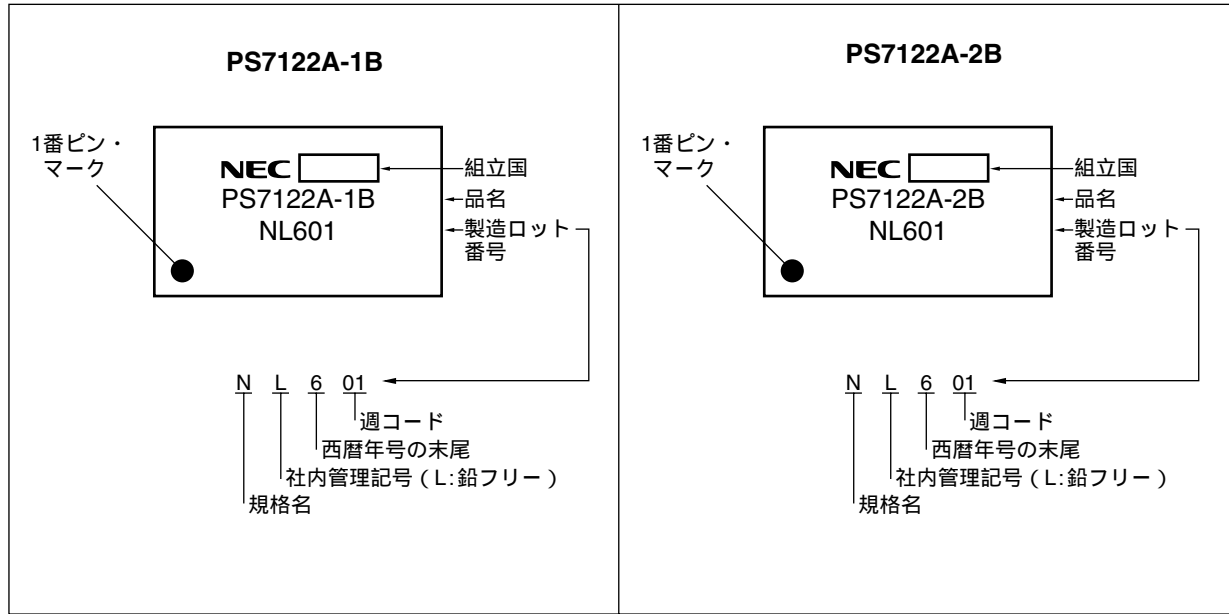 PS7122A-1B
1番ピン・
マーク
NEC
組立国
PS7122A-1B
品名
NL601
製造ロット
番号
N L 6 01
週コード
西暦年号の末尾
社内管理記号（L:鉛フリー）
規格名
PS7122A-2B
1番ピン・
マーク
NEC
組立国
PS7122A-2B
品名
NL601
製造ロット
番号
N L 6 01
週コード
西暦年号の末尾
社内管理記号（L:鉛フリー）
規格名